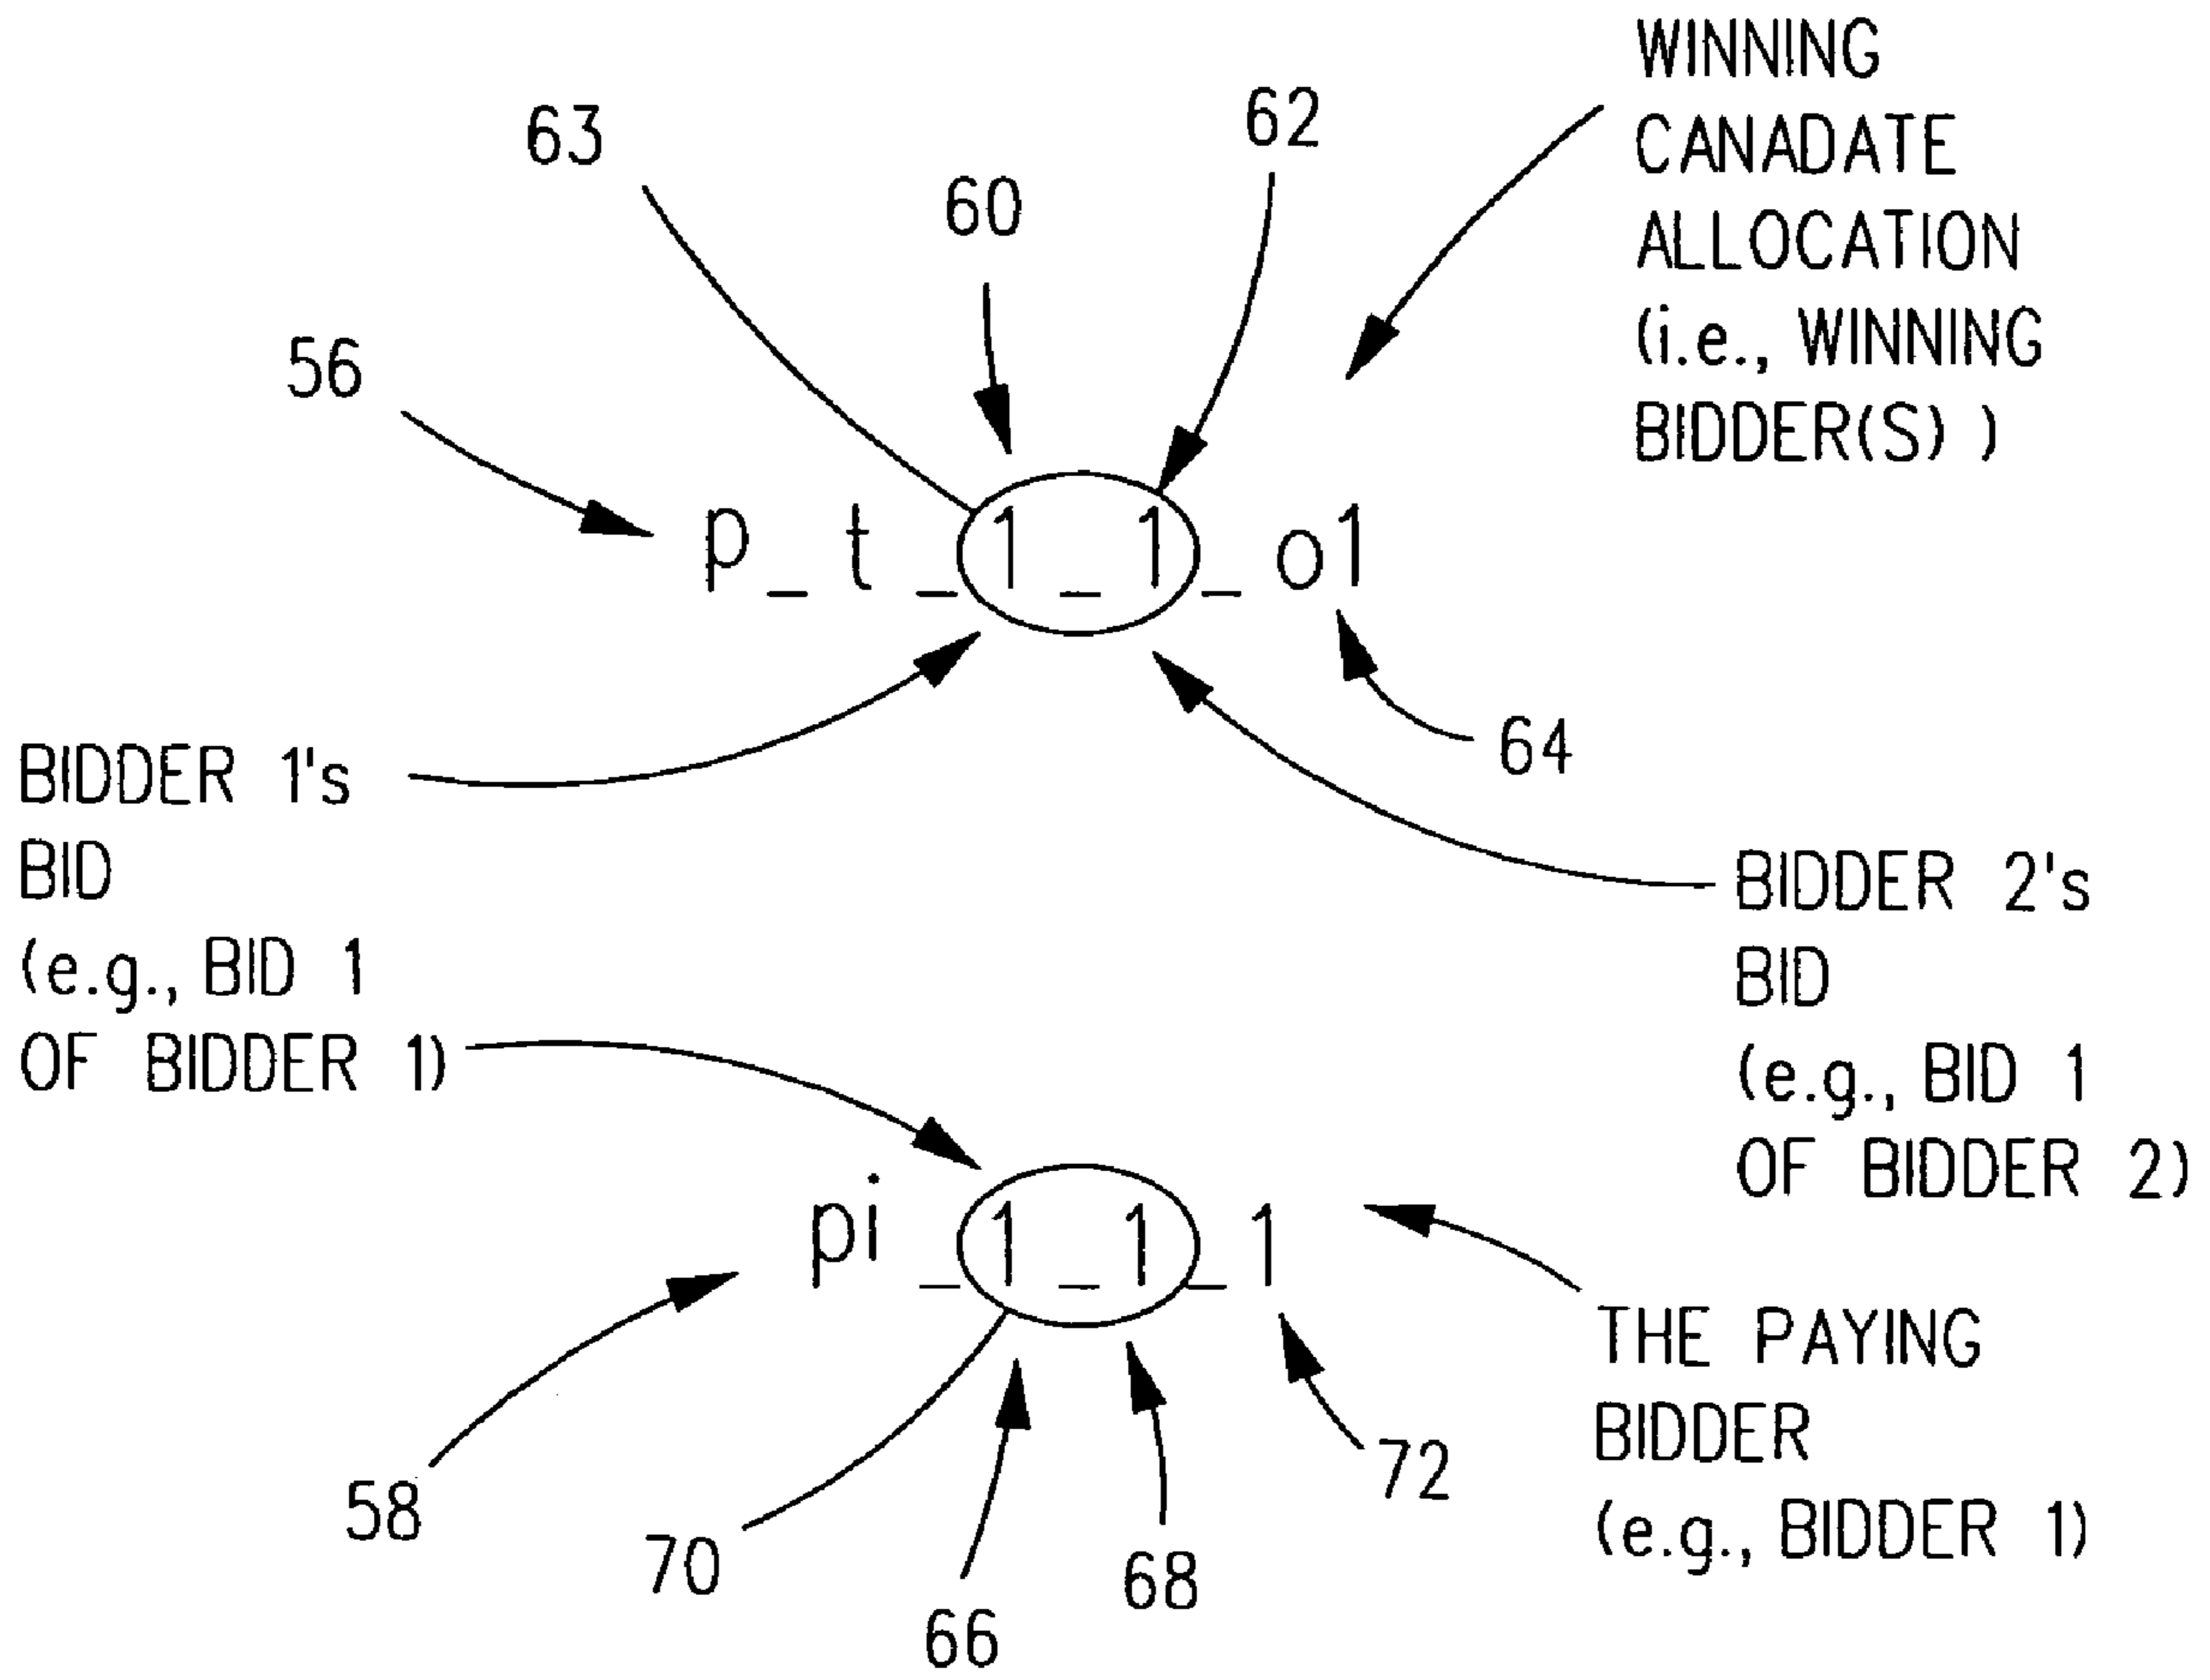 WINNING
CANADATE
ALLOCATION
(i.e., WINNING
BIDDER(S) )
63
62
60
56
p_t_1_1_o1
64
BIDDER 1's
BID
(e.g., BID 1
OF BIDDER 1)
BIDDER 2's
BID
(e.g., BID 1
OF BIDDER 2)
pi_1_1_1
THE PAYING
BIDDER
(e.g., BIDDER 1)
58
70
66
68
72